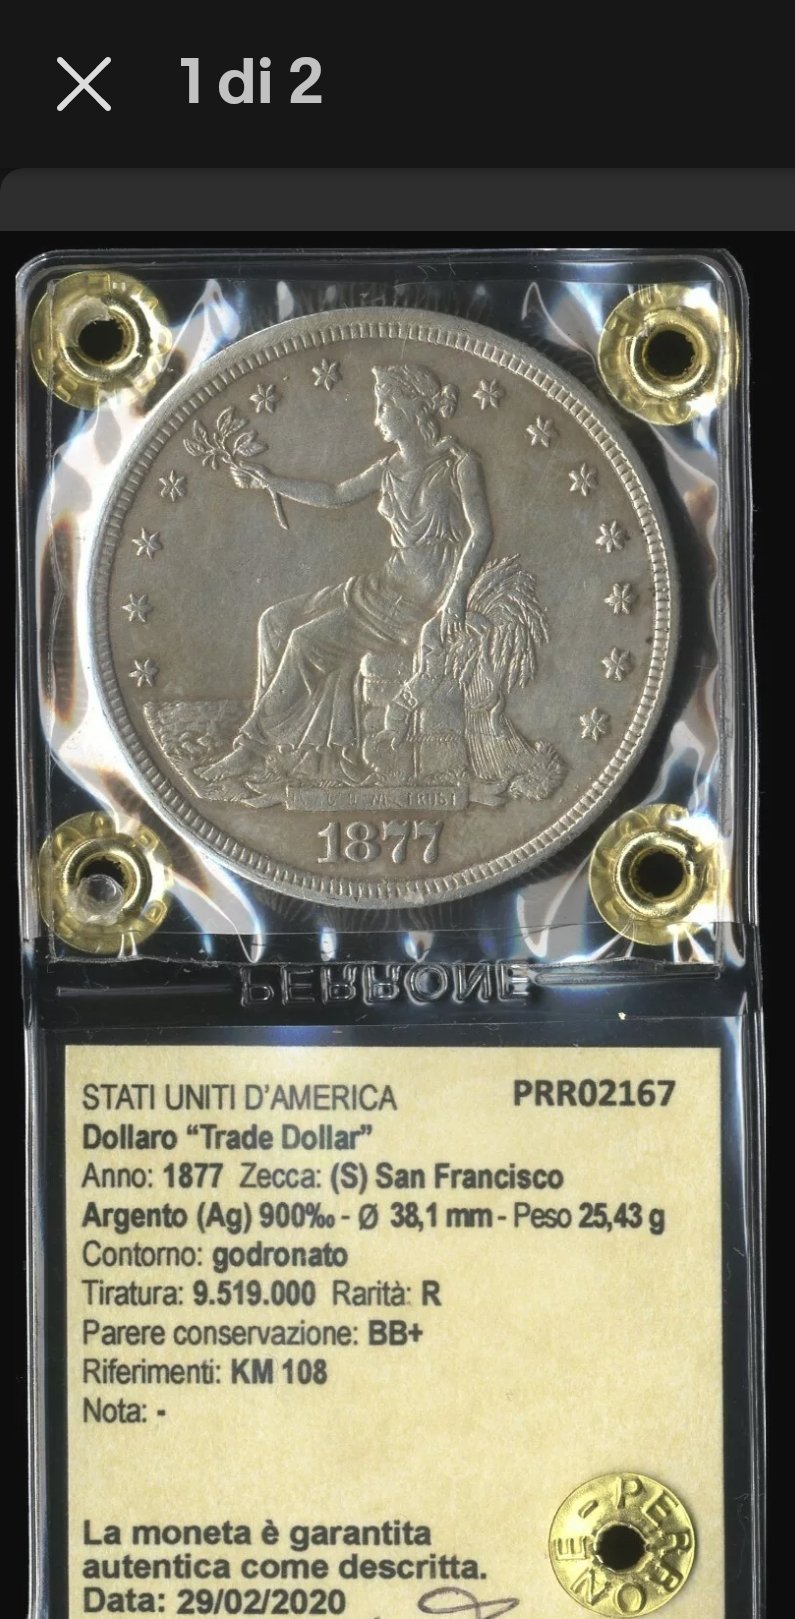 1 di 2
1877
PERRONE
STATI UNITI D'AMERICA PRR02167
Dollaro “Trade Dollar”
Anno: 1877 Zecca: (S) San Francisco
Argento (Ag) 900‰ - Ø 38,1 mm - Peso 25,43 g
Contorno: godronato
Tiratura: 9.519.000 Rarità: R
Parere conservazione: BB+
Riferimenti: KM 108
Nota: -
La moneta è garantita
autentica come descritta.
Data: 29/02/2020
PERRONE -